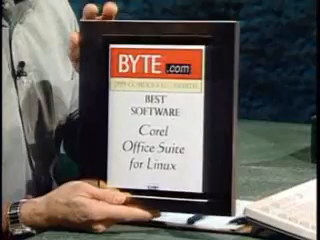 BYTE.com
BEST
SOFTWARE
Corel
Office Suite
for Linux